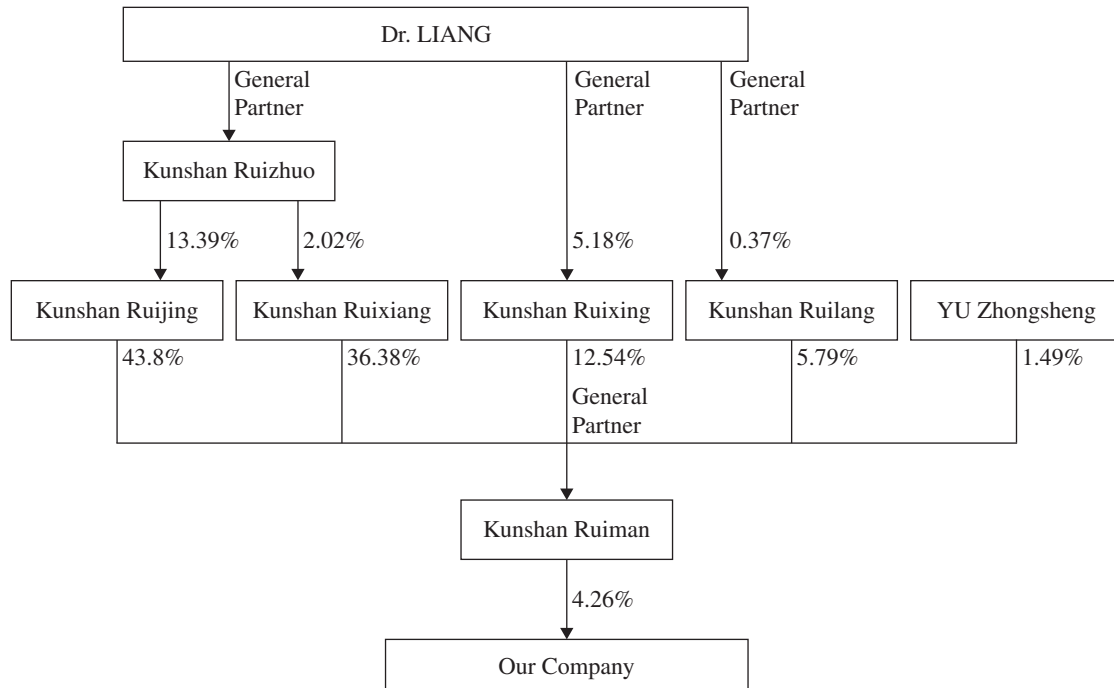 Dr. LIANG
General
Partner
General
Partner
General
Partner
Kunshan Ruizhuo
13.39%
2.02%
5.18%
0.37%
Kunshan Ruijing
Kunshan Ruixiang
Kunshan Ruixing
Kunshan Ruilang
YU Zhongsheng
43.8%
36.38%
12.54%
5.79%
1.49%
General
Partner
Kunshan Ruiman
4.26%
Our Company